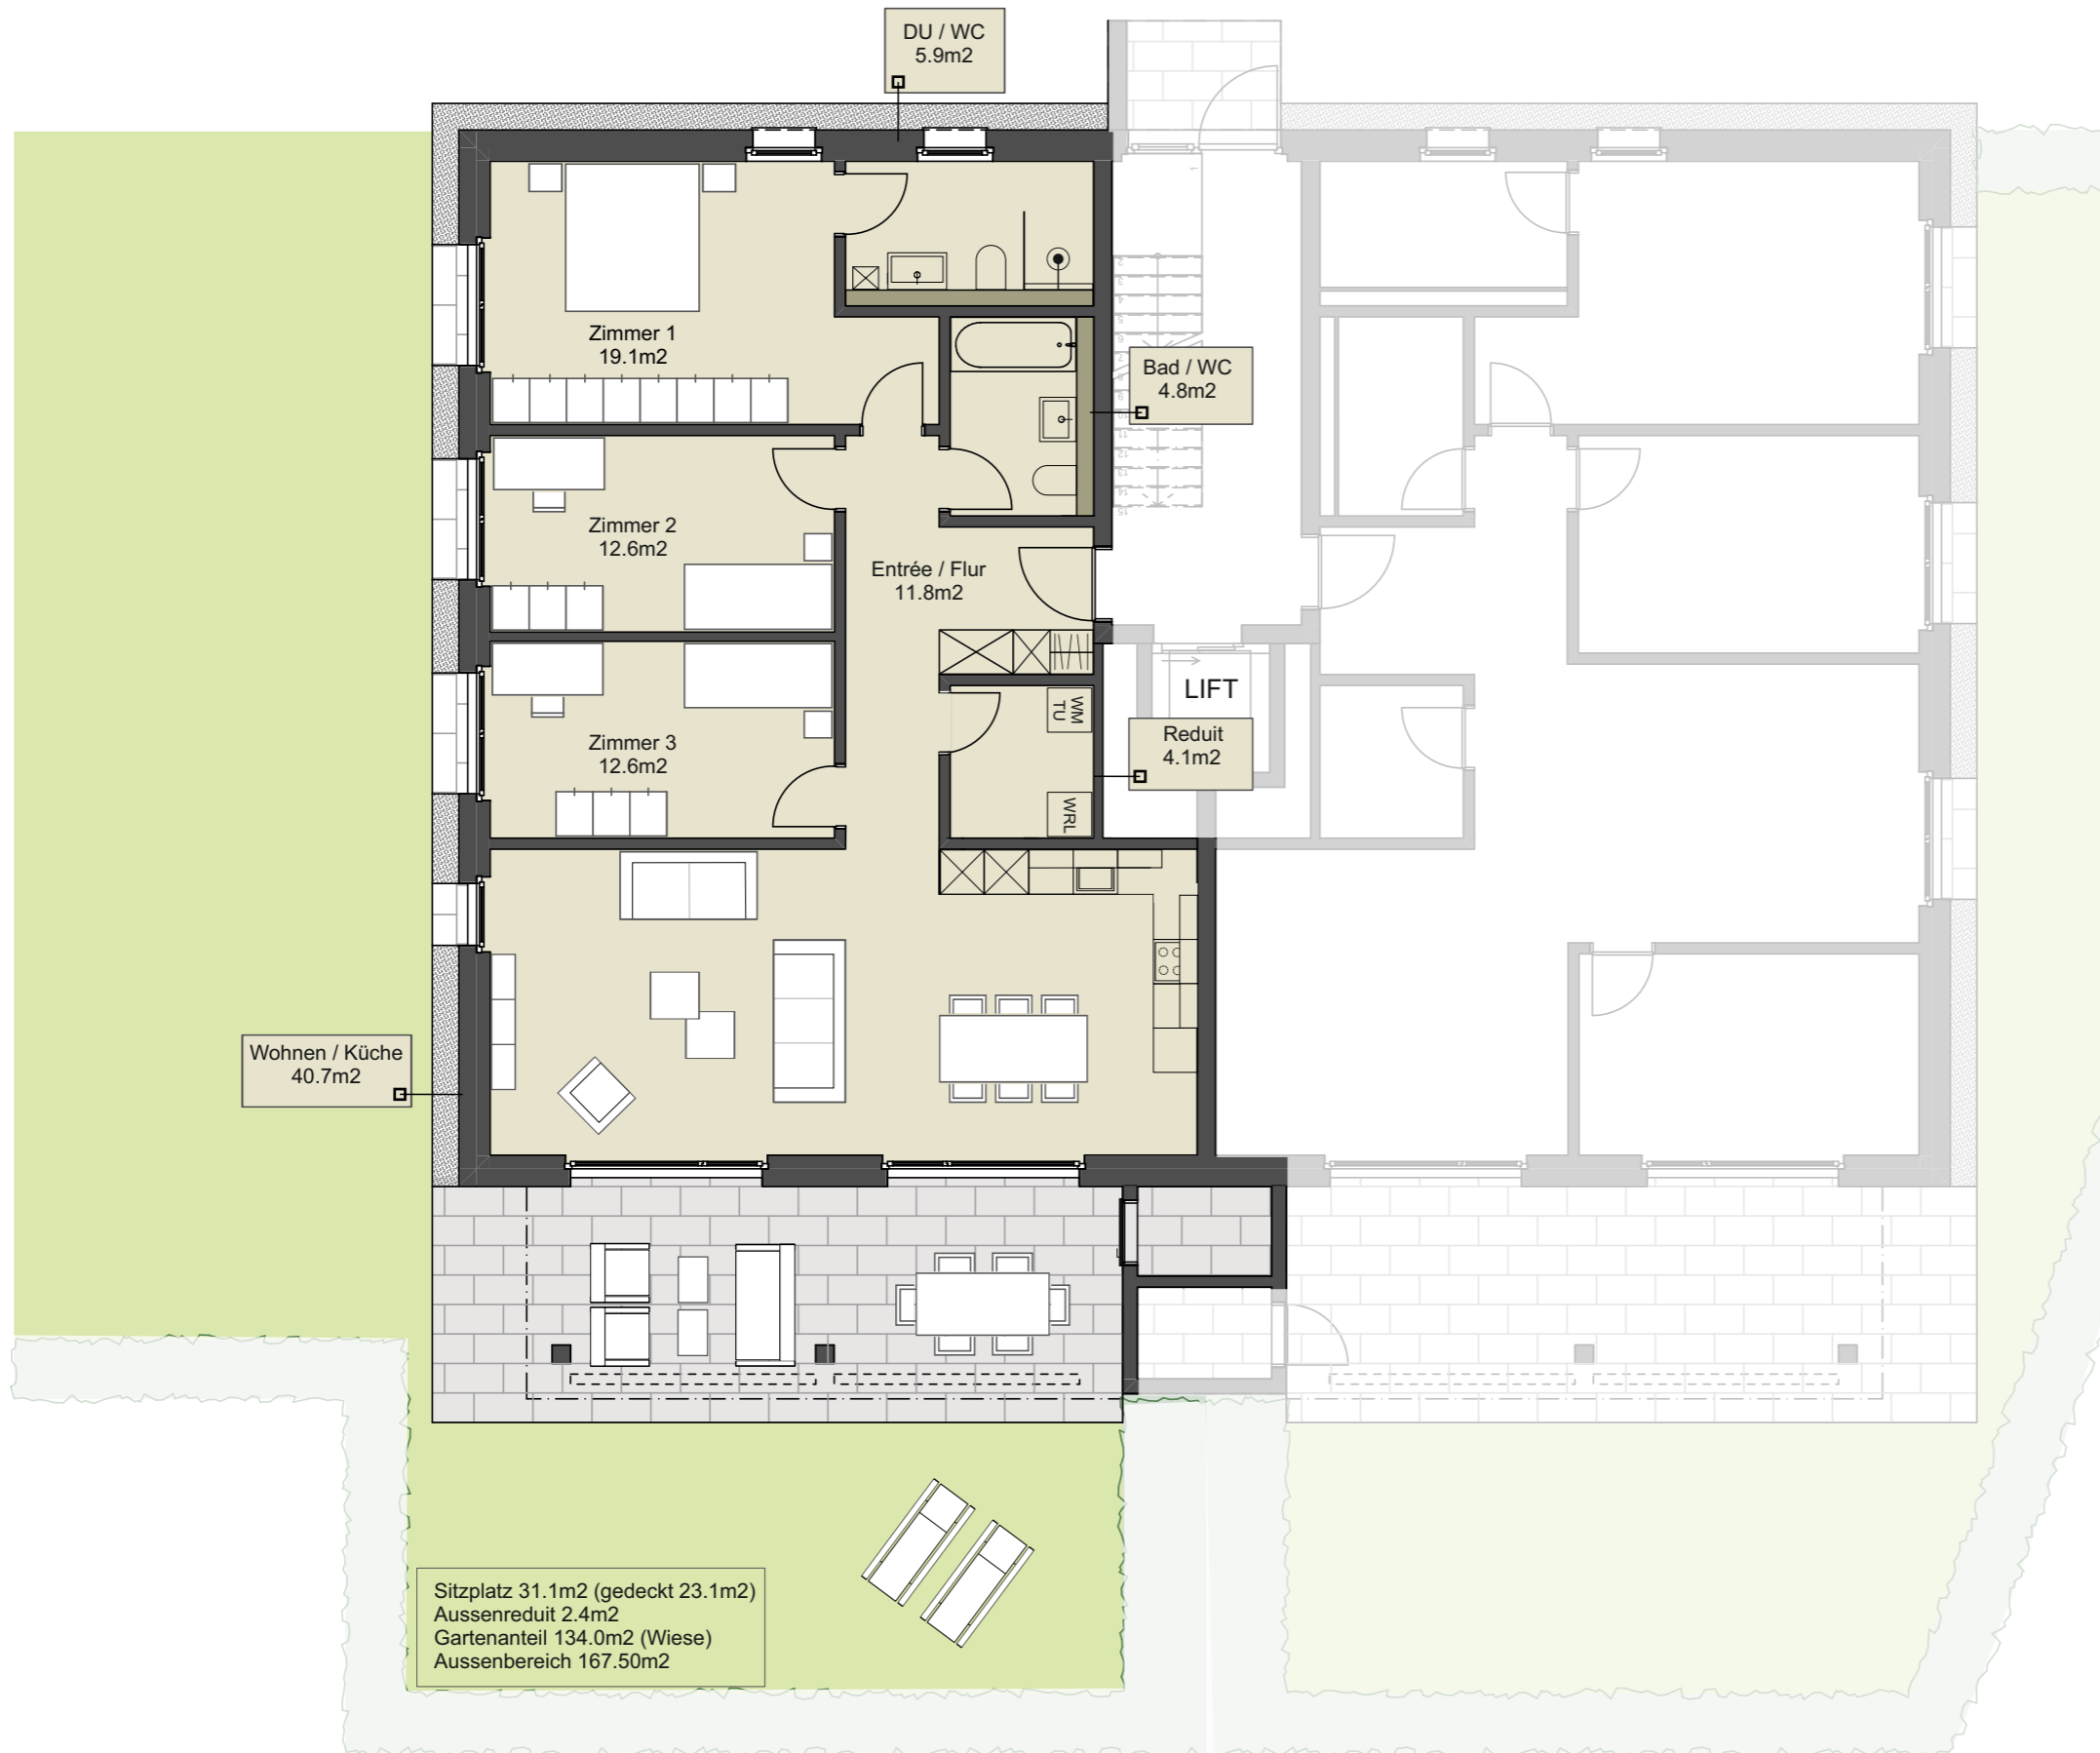 DU / WC
5.9m2
Zimmer 1
19.1m2
Bad / WC
4.8m2
Zimmer 2
12.6m2
Entrée / Flur
11.8m2
LIFT
WM
TU
Reduit
4.1m2
Zimmer 3
12.6m2
WRL
Wohnen / Küche
40.7m2
Sitzplatz 31.1m2 (gedeckt 23.1m2)
Aussenreduit 2.4m2
Gartenanteil 134.0m2 (Wiese)
Aussenbereich 167.50m2